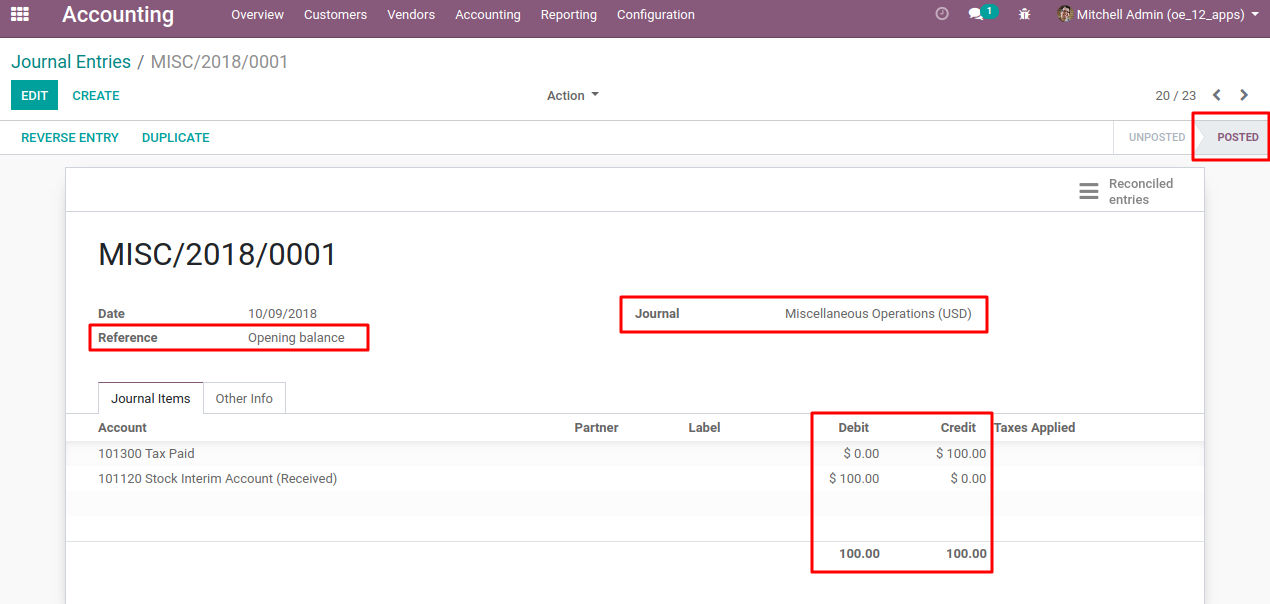 Accounting Overview Customers Vendors Accounting Reporting Configuration 1 Mitchell Admin (oe_12_apps)
Journal Entries / MISC/2018/0001
EDIT CREATE Action 20 / 23
REVERSE ENTRY DUPLICATE UNPOSTED POSTED
Reconciled
entries
MISC/2018/0001
Date 10/09/2018 Journal Miscellaneous Operations (USD)
Reference Opening balance
Journal Items Other Info
Account Partner Label Debit Credit Taxes Applied
101300 Tax Paid $ 0.00 $ 100.00
101120 Stock Interim Account (Received) $ 100.00 $ 0.00
100.00 100.00